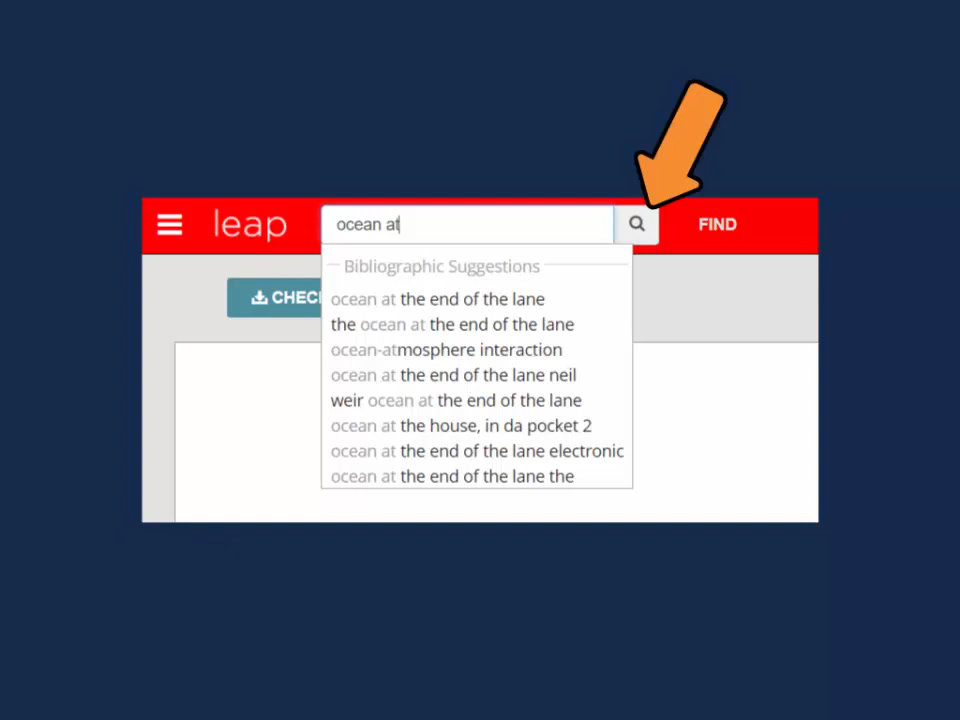 leap
ocean at
FIND
Bibliographic Suggestions
CHEC
ocean at the end of the lane
the ocean at the end of the lane
ocean-atmosphere interaction
ocean at the end of the lane neil
weir ocean at the end of the lane
ocean at the house, in da pocket 2
ocean at the end of the lane electronic
ocean at the end of the lane the